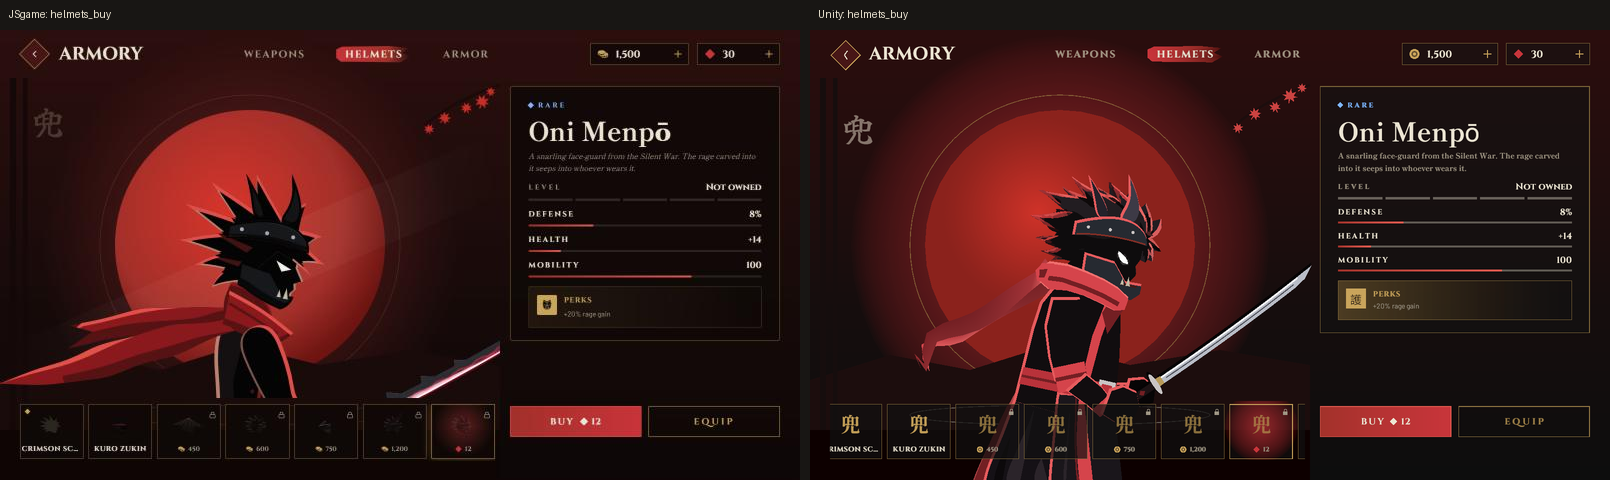 JSgame: helmets_buy
ARMORY
WEAPONS
HELMETS
ARMOR
1,500 +
30 +
兜
RARE
Oni Menpō
A snarling face-guard from the Silent War. The rage carved into
it seeps into whoever wears it.
LEVEL NOT OWNED
DEFENSE 8%
HEALTH +14
MOBILITY 100
PERKS
+20% rage gain
CRIMSON SC...
KURO ZUKIN
450
600
750
1,200
12
BUY 12
EQUIP
Unity: helmets_buy
ARMORY
WEAPONS
HELMETS
ARMOR
1,500 +
30 +
兜
RARE
Oni Menpō
A snarling face-guard from the Silent War. The rage carved
into it seeps into whoever wears it.
LEVEL NOT OWNED
DEFENSE 8%
HEALTH +14
MOBILITY 100
護
PERKS
+20% rage gain
兜 兜 兜 兜 兜 兜 兜
RIMSON SC...
KURO ZUKIN
450
600
750
1,200
12
BUY 12
EQUIP